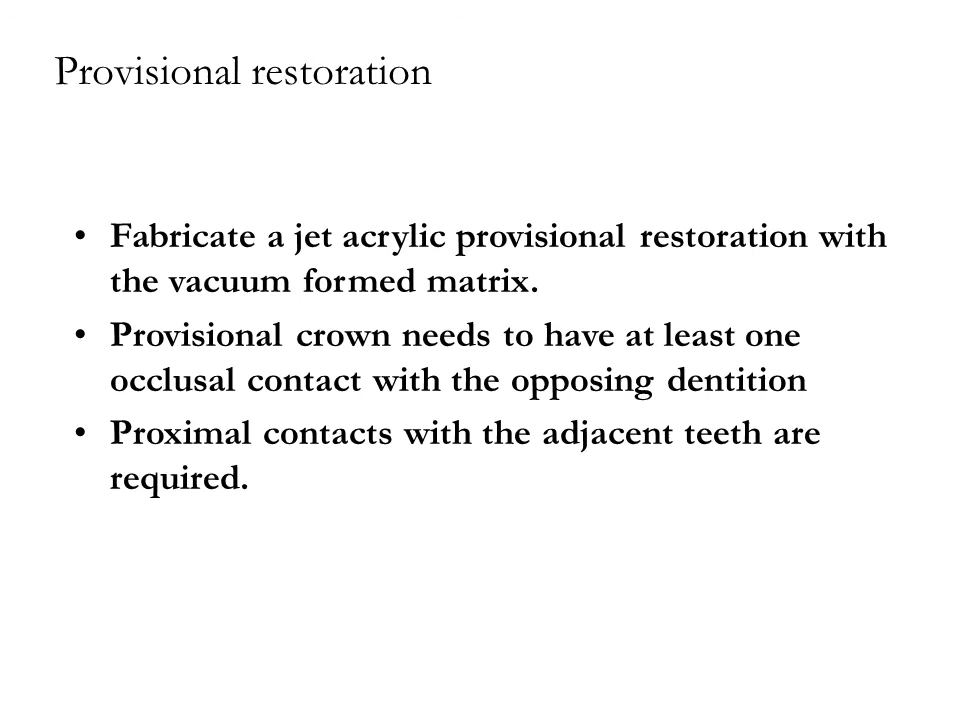 Provisional restoration
• Fabricate a jet acrylic provisional restoration with
the vacuum formed matrix.
• Provisional crown needs to have at least one
occlusal contact with the opposing dentition
• Proximal contacts with the adjacent teeth are
required.